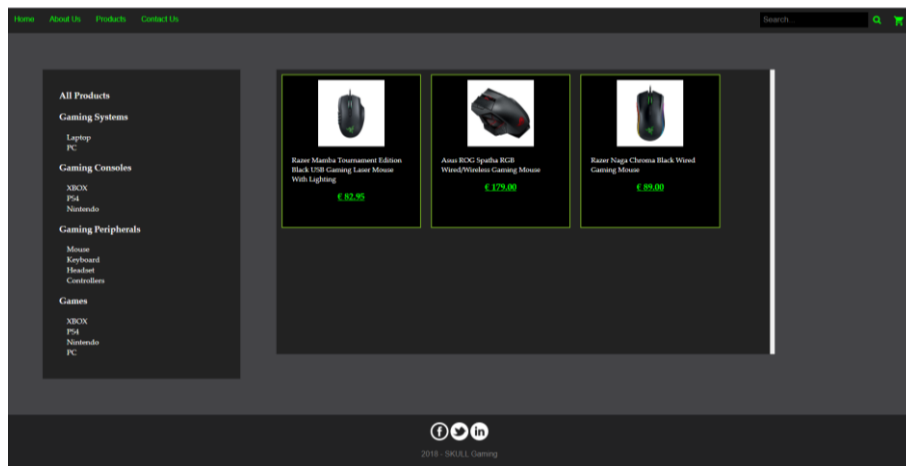 Home About Us Products Contact Us Search...
All Products
Gaming Systems
Laptop
PC
Gaming Consoles
XBOX
PS4
Nintendo
Gaming Peripherals
Mouse
Keyboard
Headset
Controllers
Games
XBOX
PS4
Nintendo
PC
Razer Mamba Tournament Edition
Black USB Gaming Laser Mouse
With Lighting
€ 82.95
Asus ROG Spatha RGB
Wired/Wireless Gaming Mouse
€ 179.00
Razer Naga Chroma Black Wired
Gaming Mouse
€ 89.00
2018 - SKULL Gaming